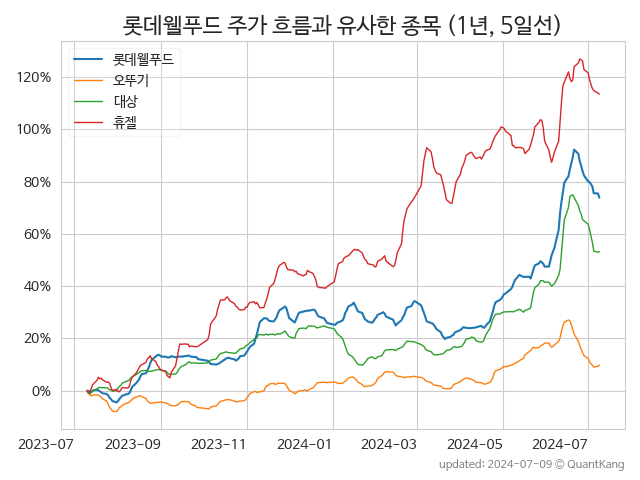 롯데웰푸드 주가 흐름과 유사한 종목 (1년, 5일선)
롯데웰푸드
오뚜기
대상
휴젤
120%
100%
80%
60%
40%
20%
0%
2023-07 2023-09 2023-11 2024-01 2024-03 2024-05 2024-07
updated: 2024-07-09 © QuantKang